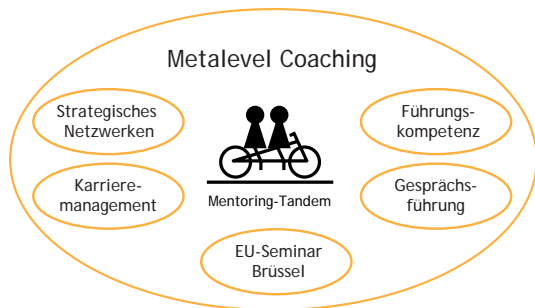 Metalevel Coaching
Strategisches
Netzwerken
Führungs-
kompetenz
Karriere-
management
Mentoring-Tandem
Gesprächs-
führung
EU-Seminar
Brüssel